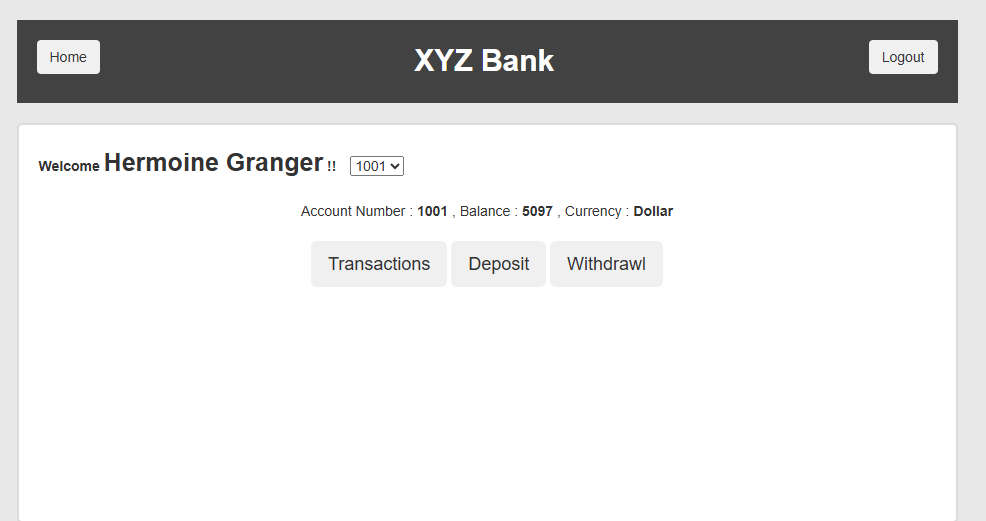 Home XYZ Bank Logout
Welcome Hermoine Granger !! 1001
Account Number : 1001 , Balance : 5097 , Currency : Dollar
Transactions Deposit Withdrawl